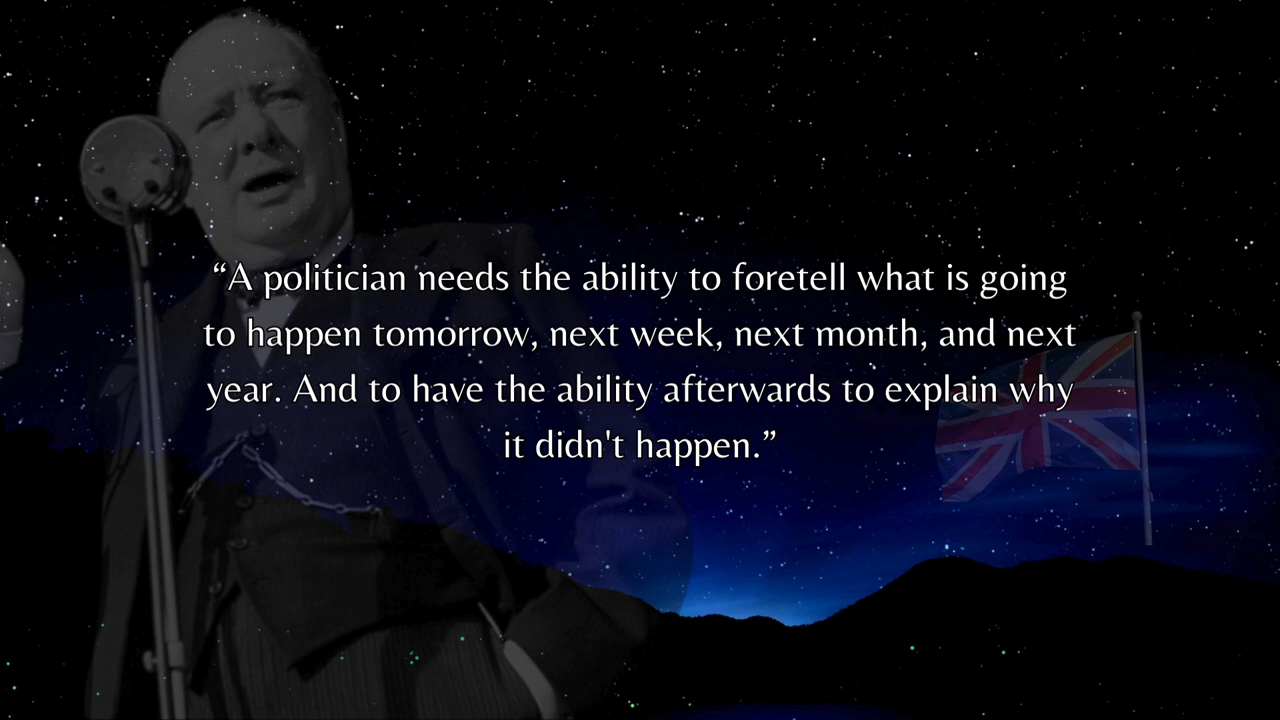 “A politician needs the ability to foretell what is going
to happen tomorrow, next week, next month, and next
year. And to have the ability afterwards to explain why
it didn't happen.”